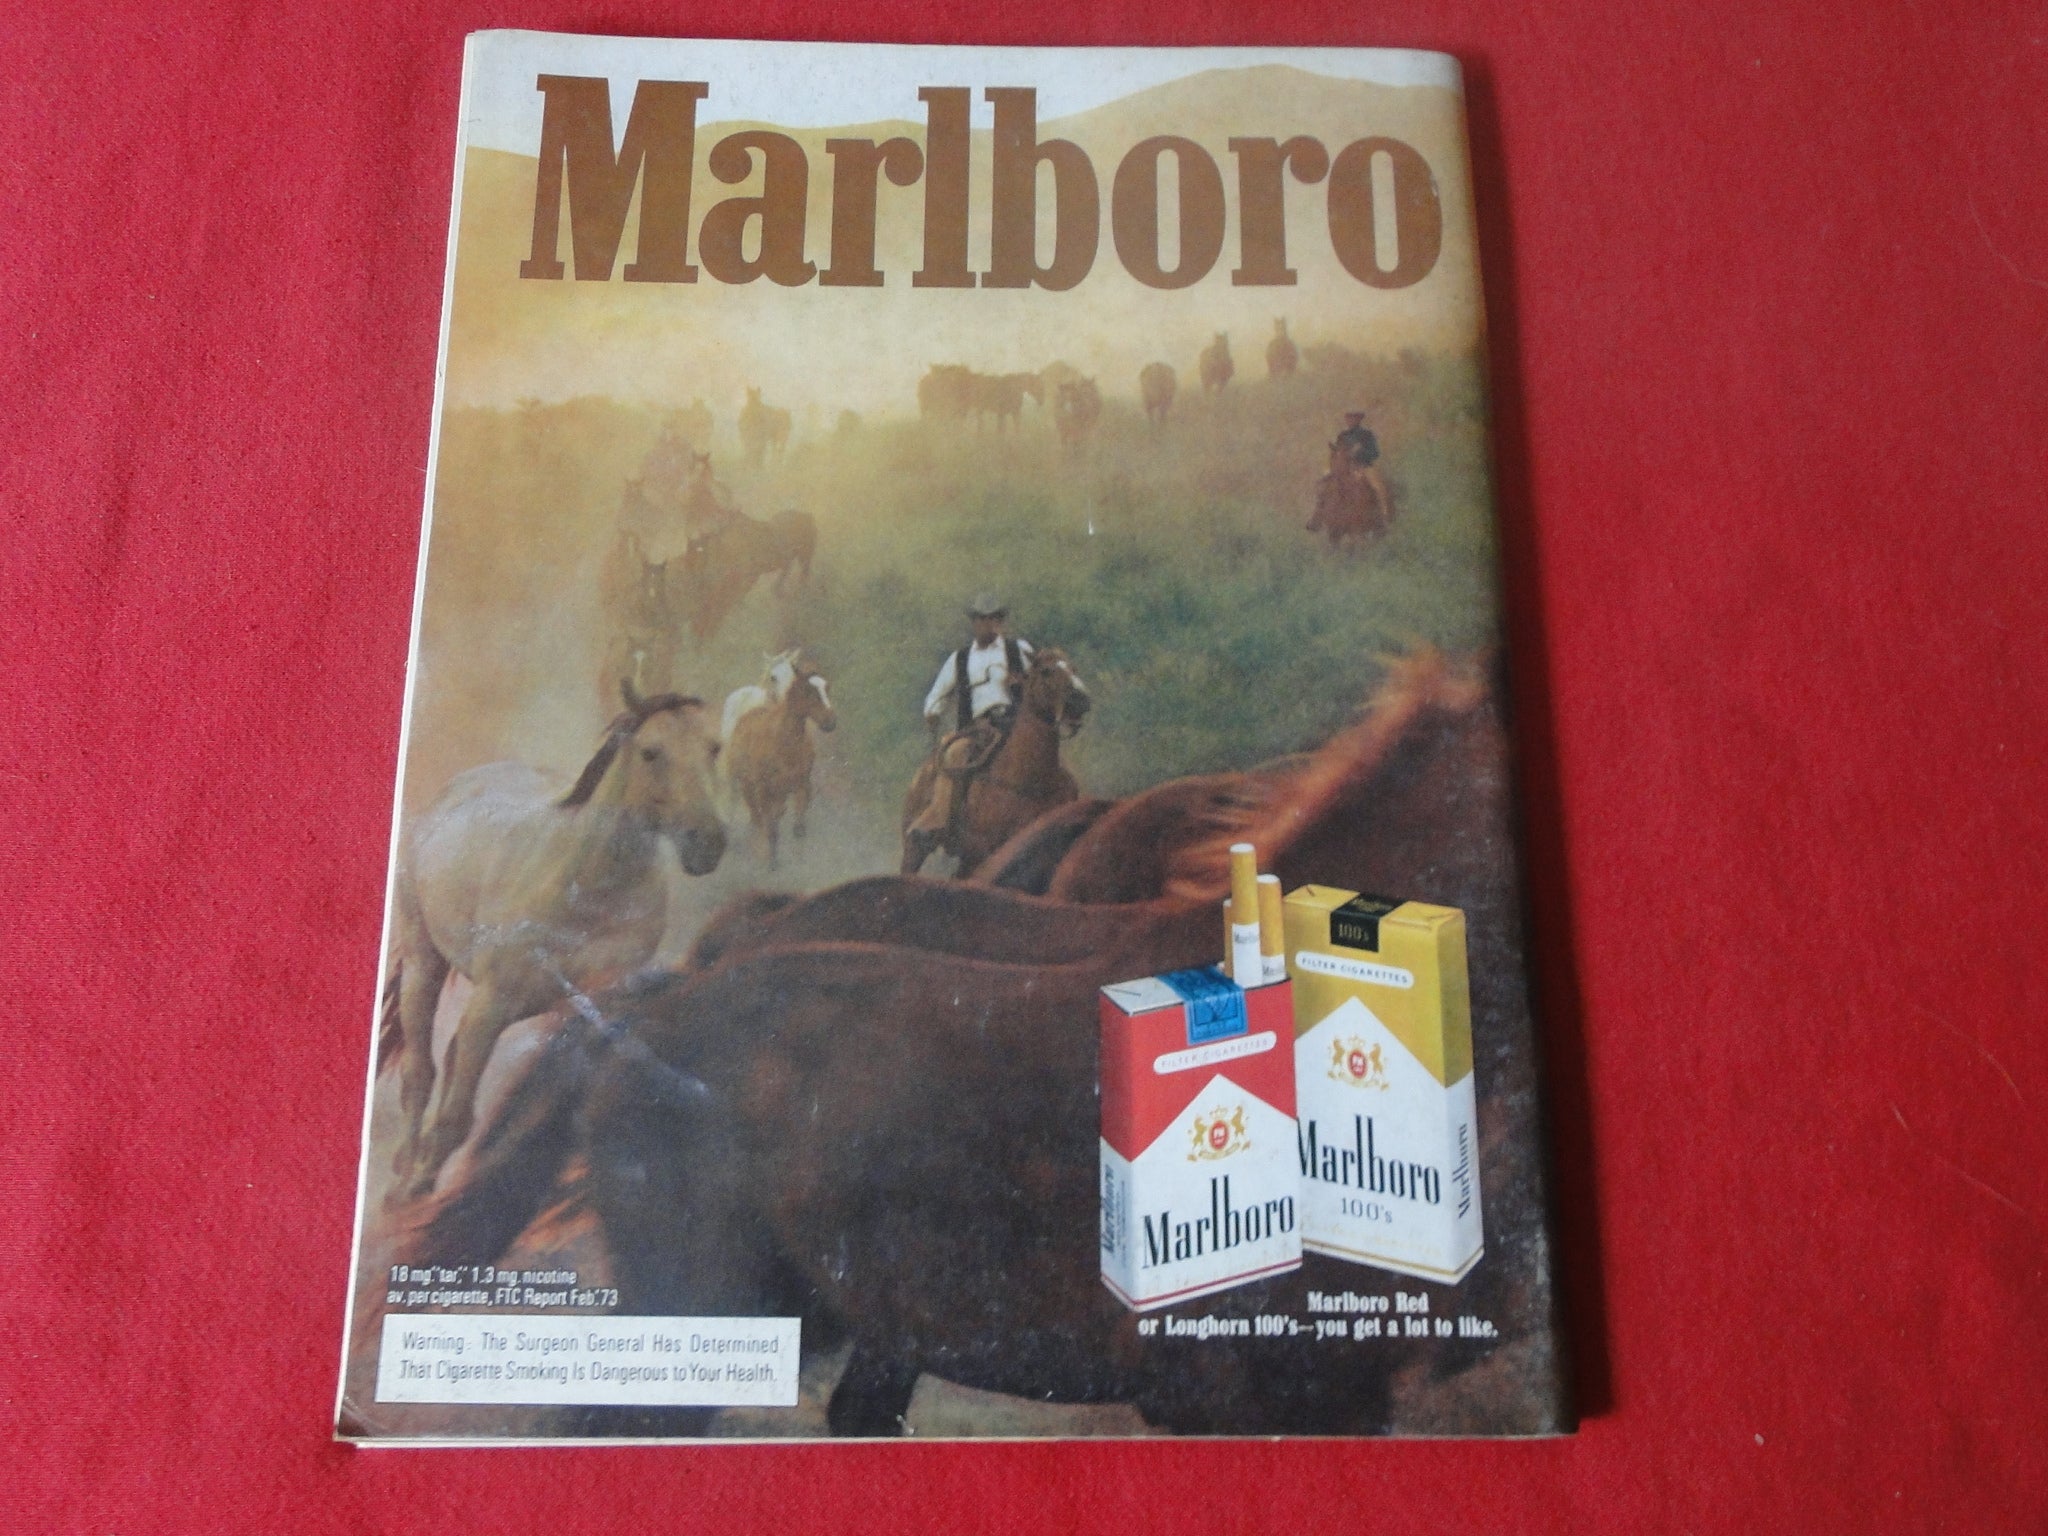 Marlboro
100's
FILTER CIGARETTES
FILTER CIGARETTES
Marlboro
100's
Marlboro
Marlboro
Marlboro
18 mg. "tar," 1.3 mg. nicotine
av. per cigarette, FTC Report Feb.'73
Warning: The Surgeon General Has Determined
That Cigarette Smoking Is Dangerous to Your Health.
Marlboro Red
or Longhorn 100's—you get a lot to like.